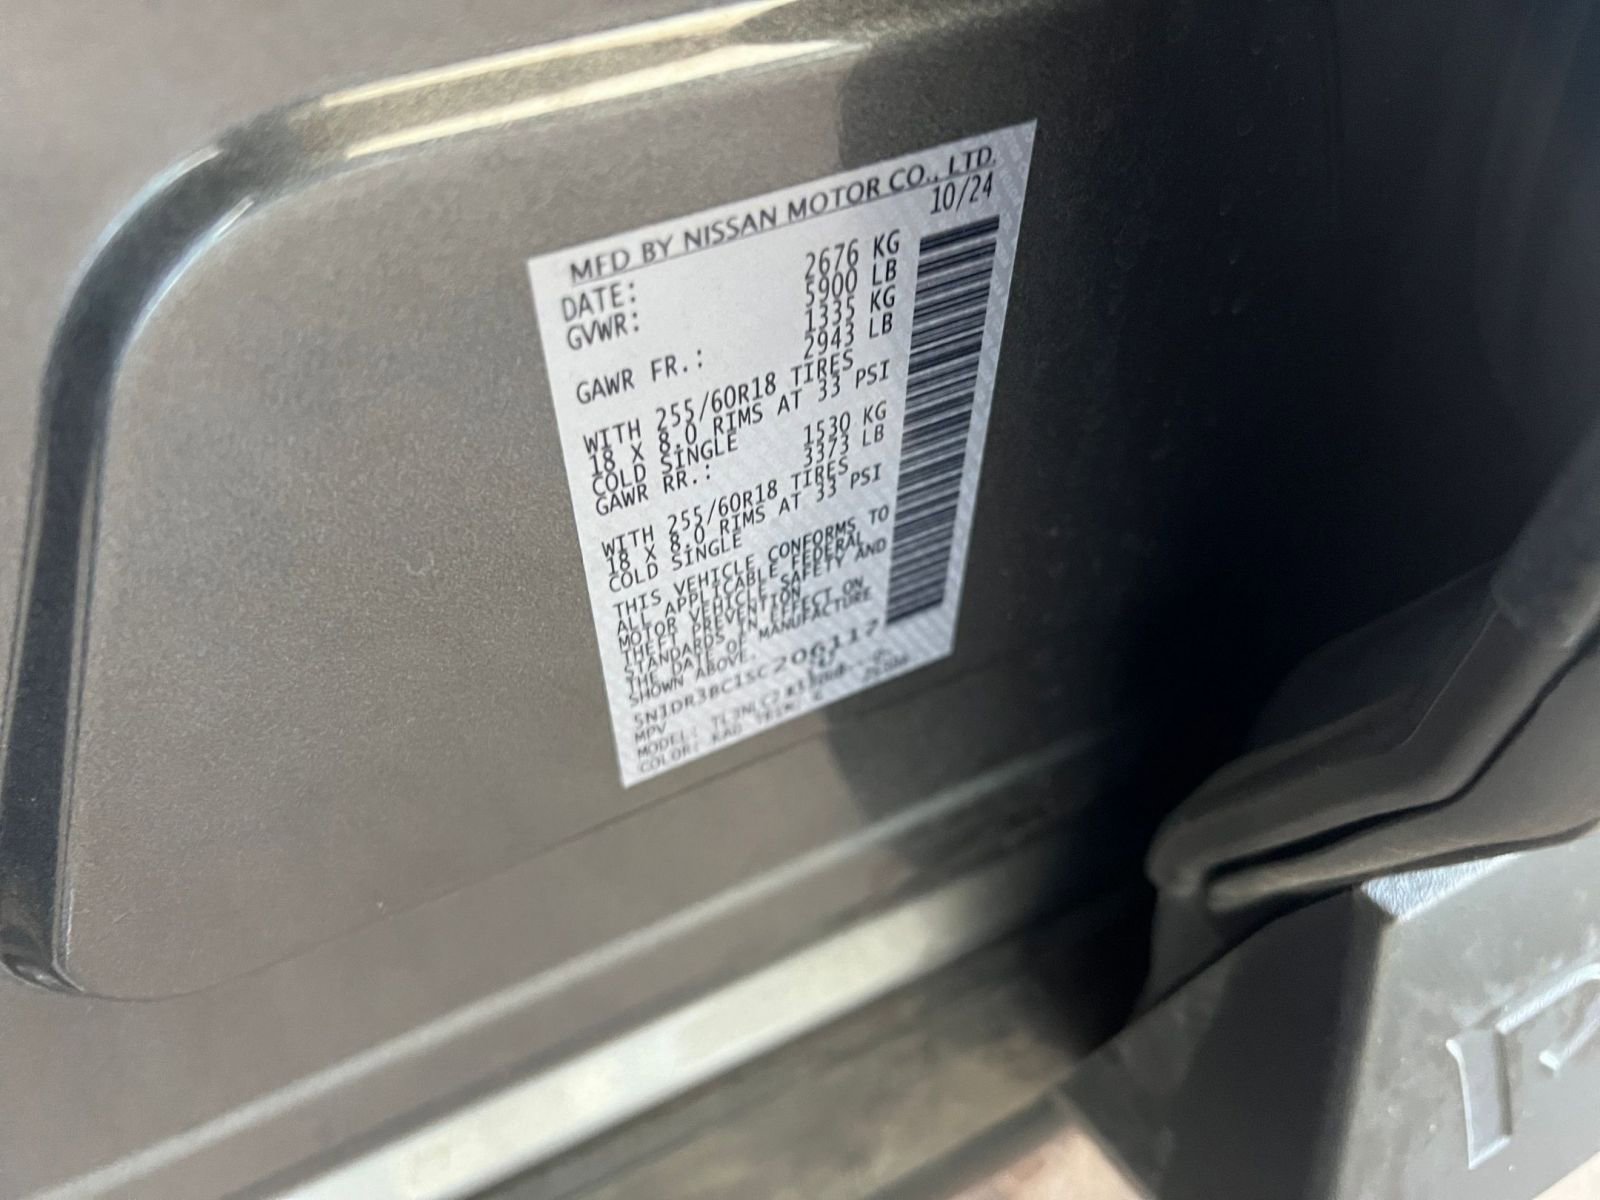 MFD BY NISSAN MOTOR CO., LTD.
DATE: 10/24
GVWR: 2676 KG
5900 LB
GAWR FR.: 1335 KG
2943 LB
WITH 255/60R18 TIRES
18 X 8.0 RIMS AT 33 PSI
COLD SINGLE
GAWR RR.: 1530 KG
3373 LB
WITH 255/60R18 TIRES
18 X 8.0 RIMS AT 33 PSI
COLD SINGLE
THIS VEHICLE CONFORMS TO
ALL APPLICABLE FEDERAL
MOTOR VEHICLE SAFETY AND
THEFT PREVENTION
STANDARDS IN EFFECT ON
THE DATE OF MANUFACTURE
SHOWN ABOVE.
5N1DR3BC1SC206117
MPV
MODEL:
COLOR: KAD